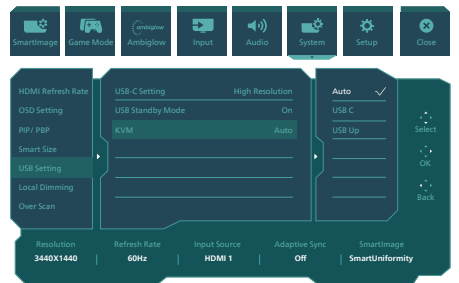 ambiglow
SmartImage
Game Mode
Ambiglow
Input
Audio
System
Setup
Close
HDMI Refresh Rate
OSD Setting
PIP/ PBP
Smart Size
USB Setting
Local Dimming
Over Scan
USB-C Setting High Resolution
USB Standby Mode On
KVM Auto
Auto
USB C
USB Up
Select
OK
Back
Resolution Refresh Rate Input Source Adaptive Sync SmartImage
3440X1440 60Hz HDMI 1 Off SmartUniformity